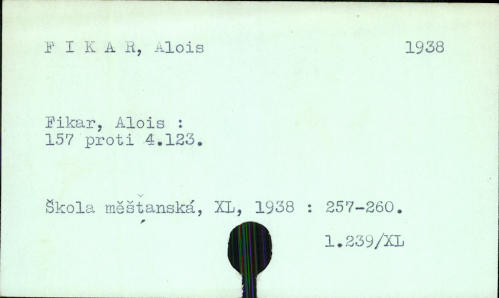 F I K A R, Alois 1938
Fikar, Alois :
157 proti 4.123.
Škola měšťanská, XL, 1938 : 257-260.
1.239/XL